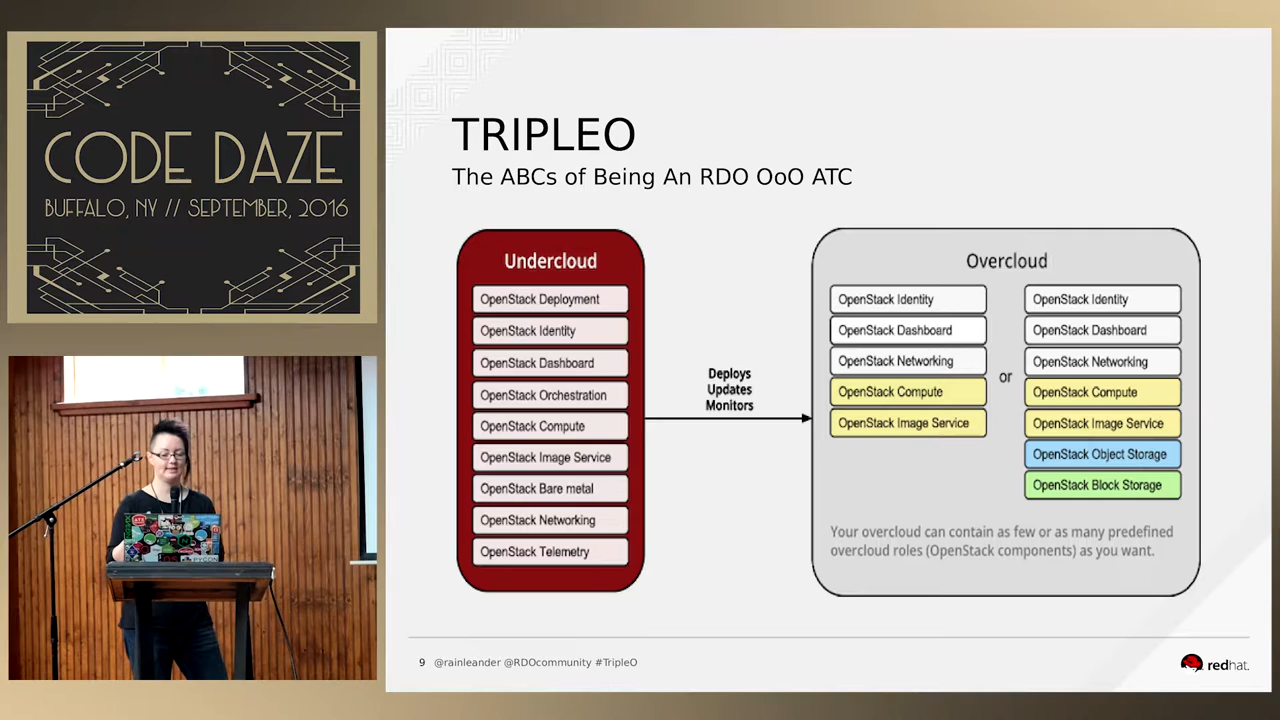 CODE DAZE
BUFFALO, NY // SEPTEMBER, 2016
TRIPLEO
The ABCs of Being An RDO OoO ATC
Undercloud
OpenStack Deployment
OpenStack Identity
OpenStack Dashboard
OpenStack Orchestration
OpenStack Compute
OpenStack Image Service
OpenStack Bare metal
OpenStack Networking
OpenStack Telemetry
Deploys
Updates
Monitors
Overcloud
OpenStack Identity
OpenStack Dashboard
OpenStack Networking
OpenStack Compute
OpenStack Image Service
or
OpenStack Identity
OpenStack Dashboard
OpenStack Networking
OpenStack Compute
OpenStack Image Service
OpenStack Object Storage
OpenStack Block Storage
Your overcloud can contain as few or as many predefined
overcloud roles (OpenStack components) as you want.
9 @rainleander @RDOcommunity #TripleO
redhat.